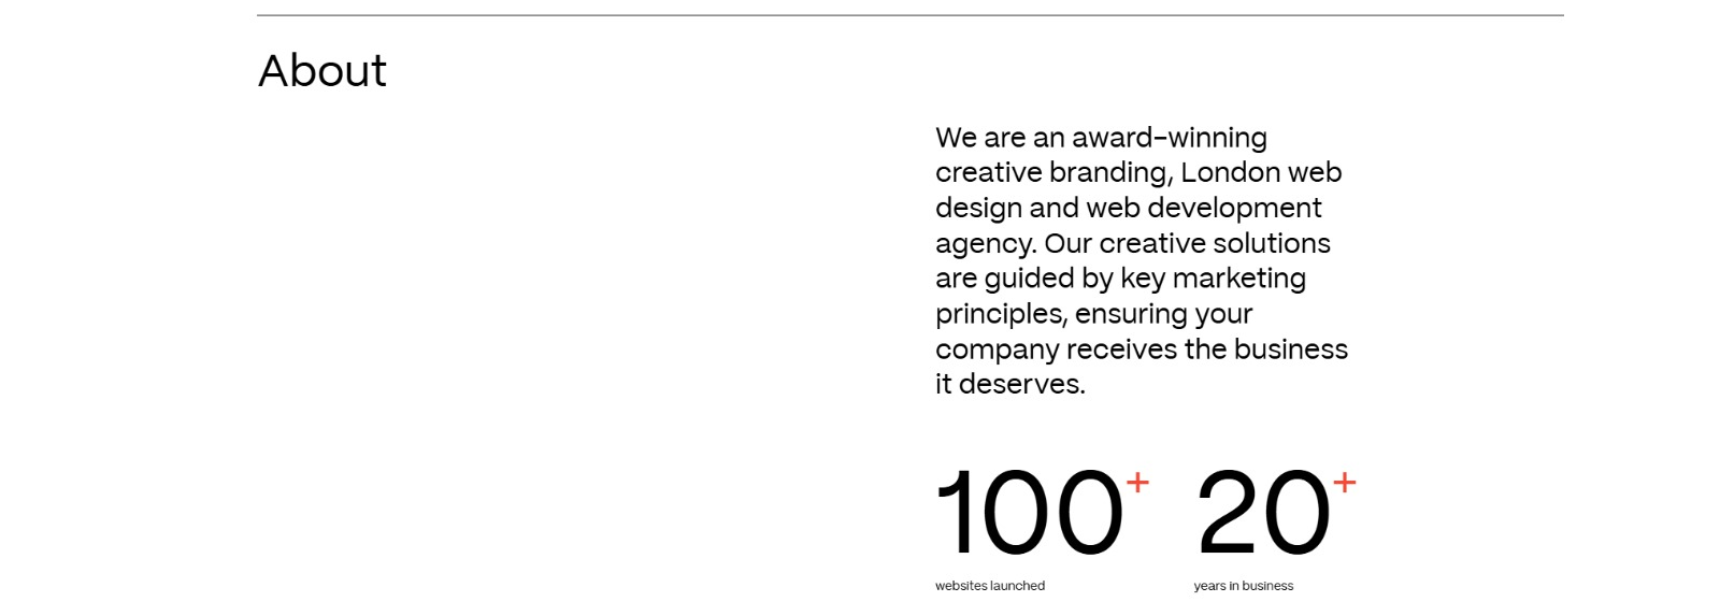 About
We are an award-winning
creative branding, London web
design and web development
agency. Our creative solutions
are guided by key marketing
principles, ensuring your
company receives the business
it deserves.
100+ 20+
websites launched years in business